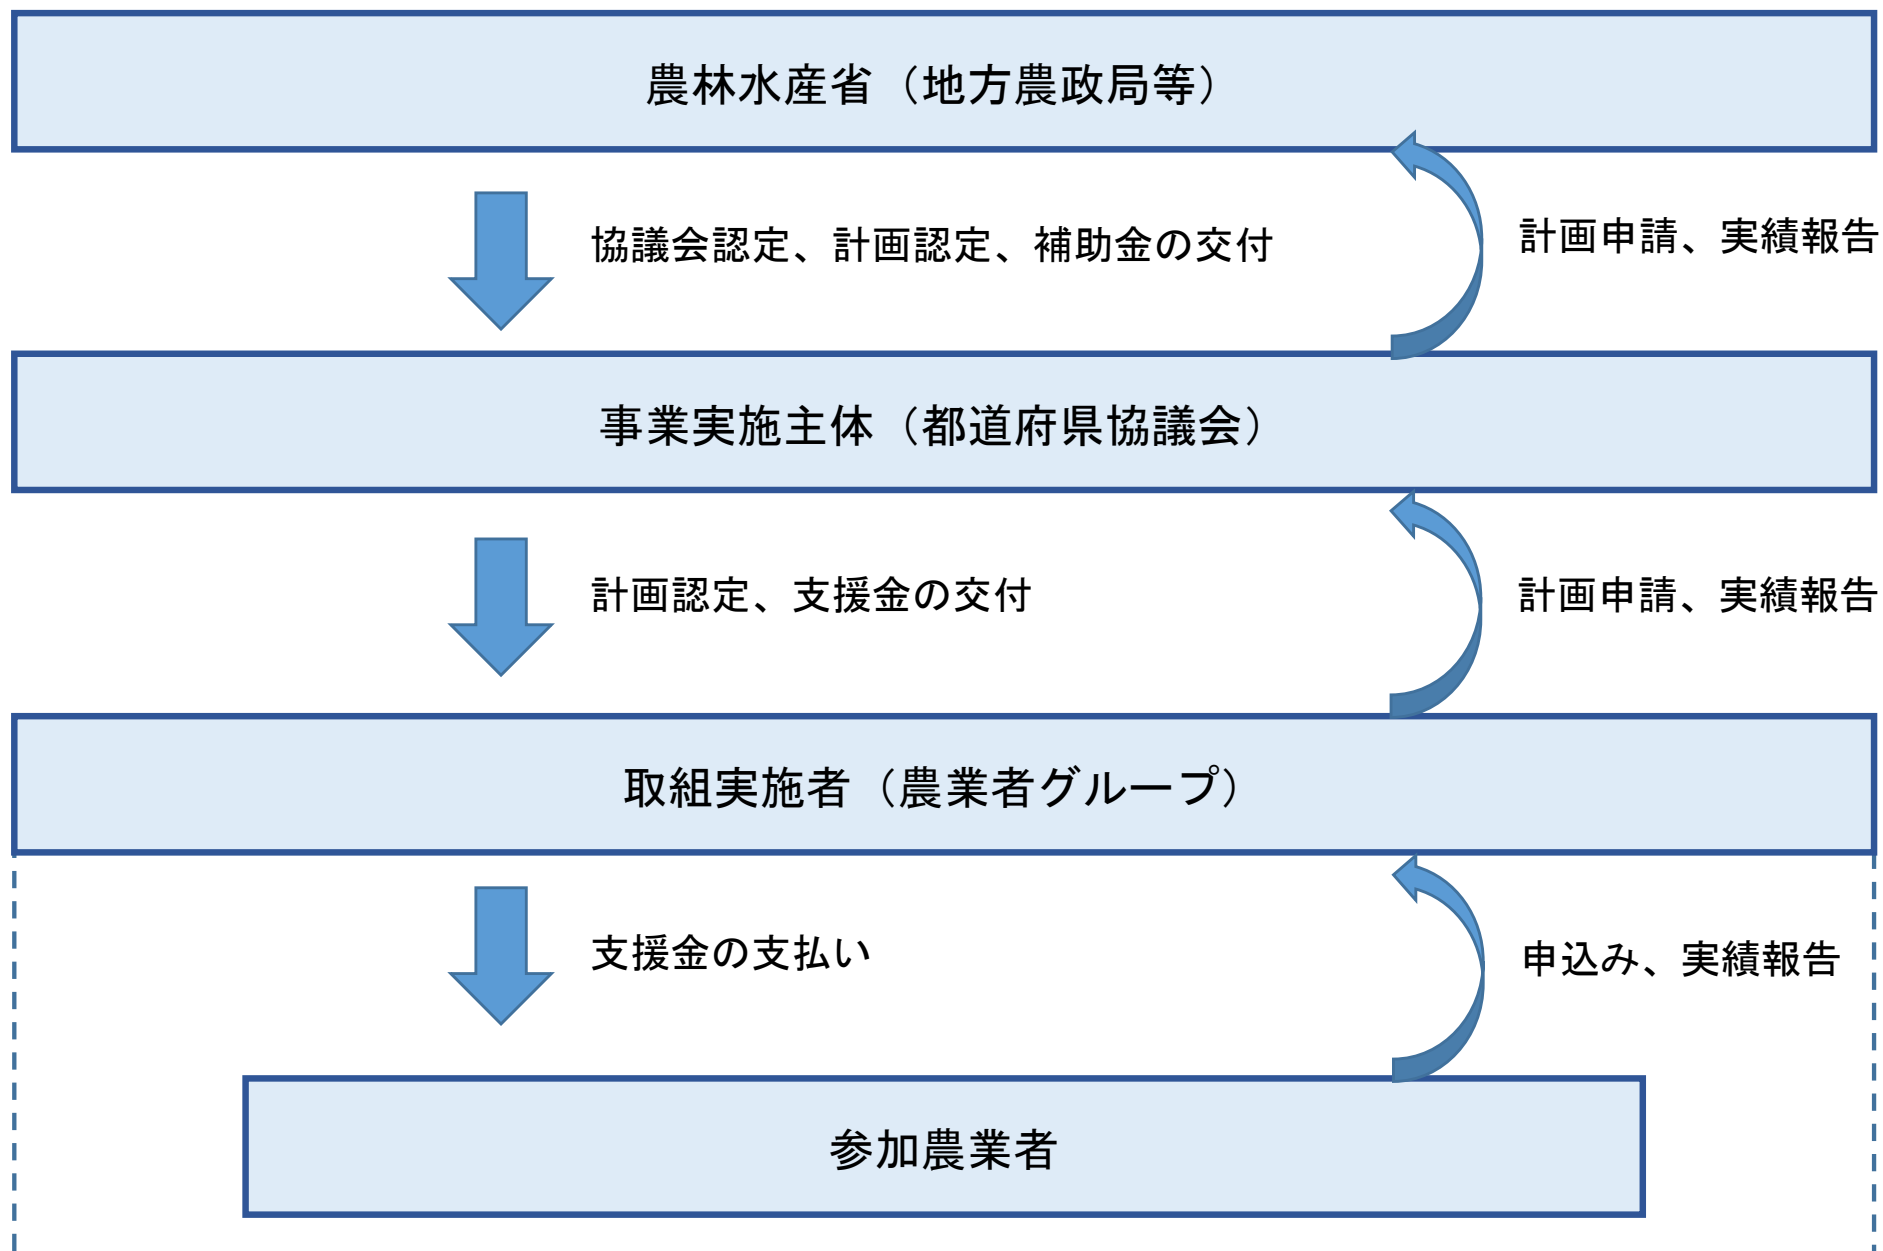 農林水産省（地方農政局等）
協議会認定、計画認定、補助金の交付
計画申請、実績報告
事業実施主体（都道府県協議会）
計画認定、支援金の交付
計画申請、実績報告
取組実施者（農業者グループ）
支援金の支払い
申込み、実績報告
参加農業者